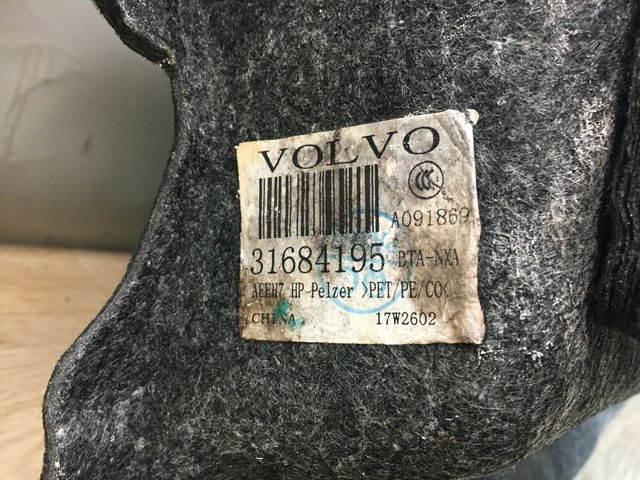 VOLVO
A091869
31684195 BTA-NXA
AEEH7 HP-Pelzer >PET/PE/CO<
CHINA 17W2602